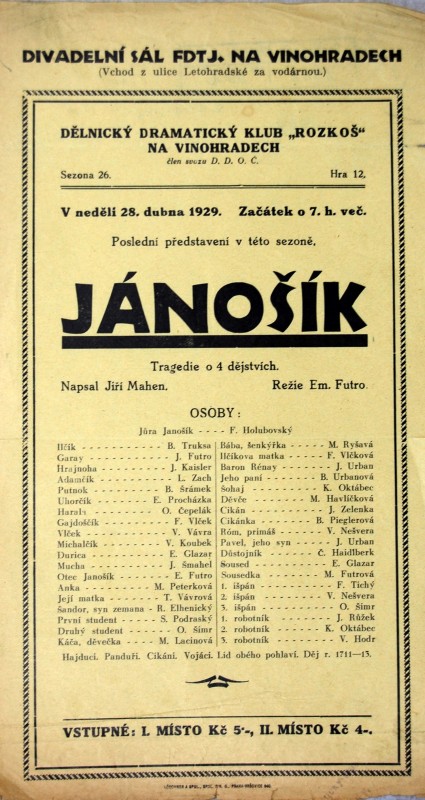 DIVADELNÍ SÁL FDTJ. NA VINOHRADECH
(Vchod z ulice Letohradské za vodárnou.)
DĚLNICKÝ DRAMATICKÝ KLUB „ROZKOŠ"
NA VINOHRADECH
člen svazu D. D. O. Č.
Sezona 26. Hra 12.
V neděli 28. dubna 1929. Začátek o 7. h. več.
Poslední představení v této sezoně.
JÁNOŠÍK
Tragedie o 4 dějstvích.
Napsal Jiří Mahen. Režie Em. Futro.
OSOBY:
Jůra Janošík - - - - F. Holubovský
Ilčík - - - - - - - - - - B. Truksa
Garay - - - - - - - - - - J. Futro
Hrajnoha - - - - - - - - J. Kaisler
Adamčík - - - - - - - - - L. Zach
Putnok - - - - - - - - - B. Šrámek
Uhorčík - - - - - - - E. Procházka
Harala - - - - - - - - O. Čepelák
Gajdoščík - - - - - - - - F. Vlček
Vlček - - - - - - - - - - V. Vávra
Michalčík - - - - - - - V. Koubek
Ďurica - - - - - - - - - E. Glazar
Mucha - - - - - - - - - J. Šmahel
Otec Janošík - - - - - - E. Futro
Anka - - - - - - - M. Peterková
Její matka - - - - - T. Vávrová
Šandor, syn zemana - R. Elhenický
První student - - - - S. Podraský
Druhý student - - - - - O. Šimr
Káča, děvečka - - - M. Lacinová
Bába, šenkýřka - - - - M. Ryšavá
Ilčíkova matka - - - - F. Vlčková
Baron Rénay - - - - - - J. Urban
Jeho paní - - - - - B. Urbanová
Šohaj - - - - - - - - K. Oktábec
Děvče - - - - - - M. Havlíčková
Cikán - - - - - - - - J. Zelenka
Cikánka - - - - - - B. Pieglerová
Róm, primáš - - - - - V. Nešvera
Pavel, jeho syn - - - - - J. Urban
Důstojník - - - - - Č. Haidlberk
Soused - - - - - - - - E. Glazer
Sousedka - - - - - - M. Futrová
1. išpán - - - - - - - - F. Tichý
2. išpán - - - - - - - V. Nešvera
3. išpán - - - - - - - - O. Šimr
1. robotník - - - - - - J. Růžek
2. robotník - - - - - K. Oktábec
3. robotník - - - - - - V. Hodr
Hajduci. Panduři. Cikáni. Vojáci. Lid obého pohlaví. Děj r. 1711—13.
VSTUPNÉ: I. MÍSTO Kč 5·-, II. MÍSTO Kč 4·-.